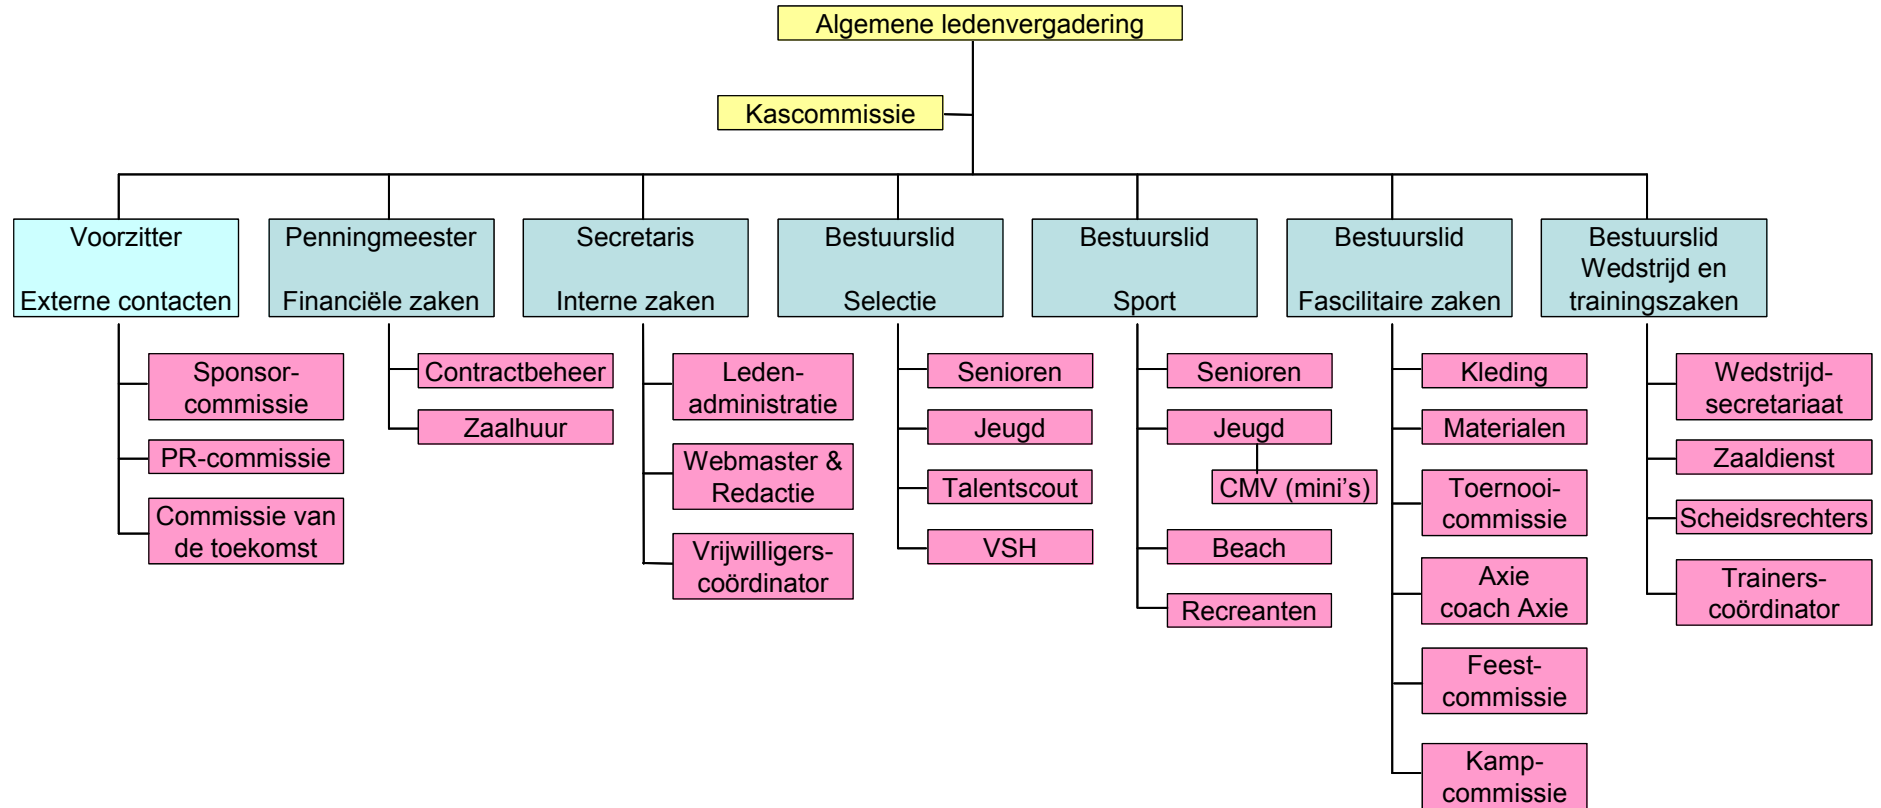 Algemene ledenvergadering
Kascommissie
Voorzitter
Externe contacten
Penningmeester
Financiële zaken
Secretaris
Interne zaken
Bestuurslid
Selectie
Bestuurslid
Sport
Bestuurslid
Fascilitaire zaken
Bestuurslid
Wedstrijd en
trainingszaken
Sponsor-
commissie
PR-commissie
Commissie van
de toekomst
Contractbeheer
Zaalhuur
Leden-
administratie
Webmaster &
Redactie
Vrijwilligers-
coördinator
Senioren
Jeugd
Talentscout
VSH
Senioren
Jeugd
CMV (mini’s)
Beach
Recreanten
Kleding
Materialen
Toernooi-
commissie
Axie
coach Axie
Feest-
commissie
Kamp-
commissie
Wedstrijd-
secretariaat
Zaaldienst
Scheidsrechters
Trainers-
coördinator